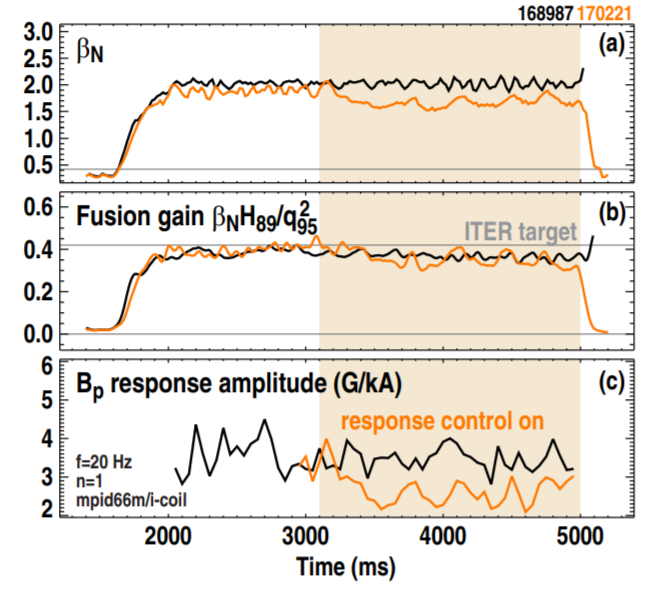 168987 170221
3.0
2.5
2.0
1.5
1.0
0.5
βN
(a)
0.6
0.4
0.2
0.0
Fusion gain βNH89/q²95
ITER target
(b)
6
5
4
3
2
Bp response amplitude (G/kA)
(c)
response control on
f=20 Hz
n=1
mpid66m/i-coil
2000 3000 4000 5000
Time (ms)